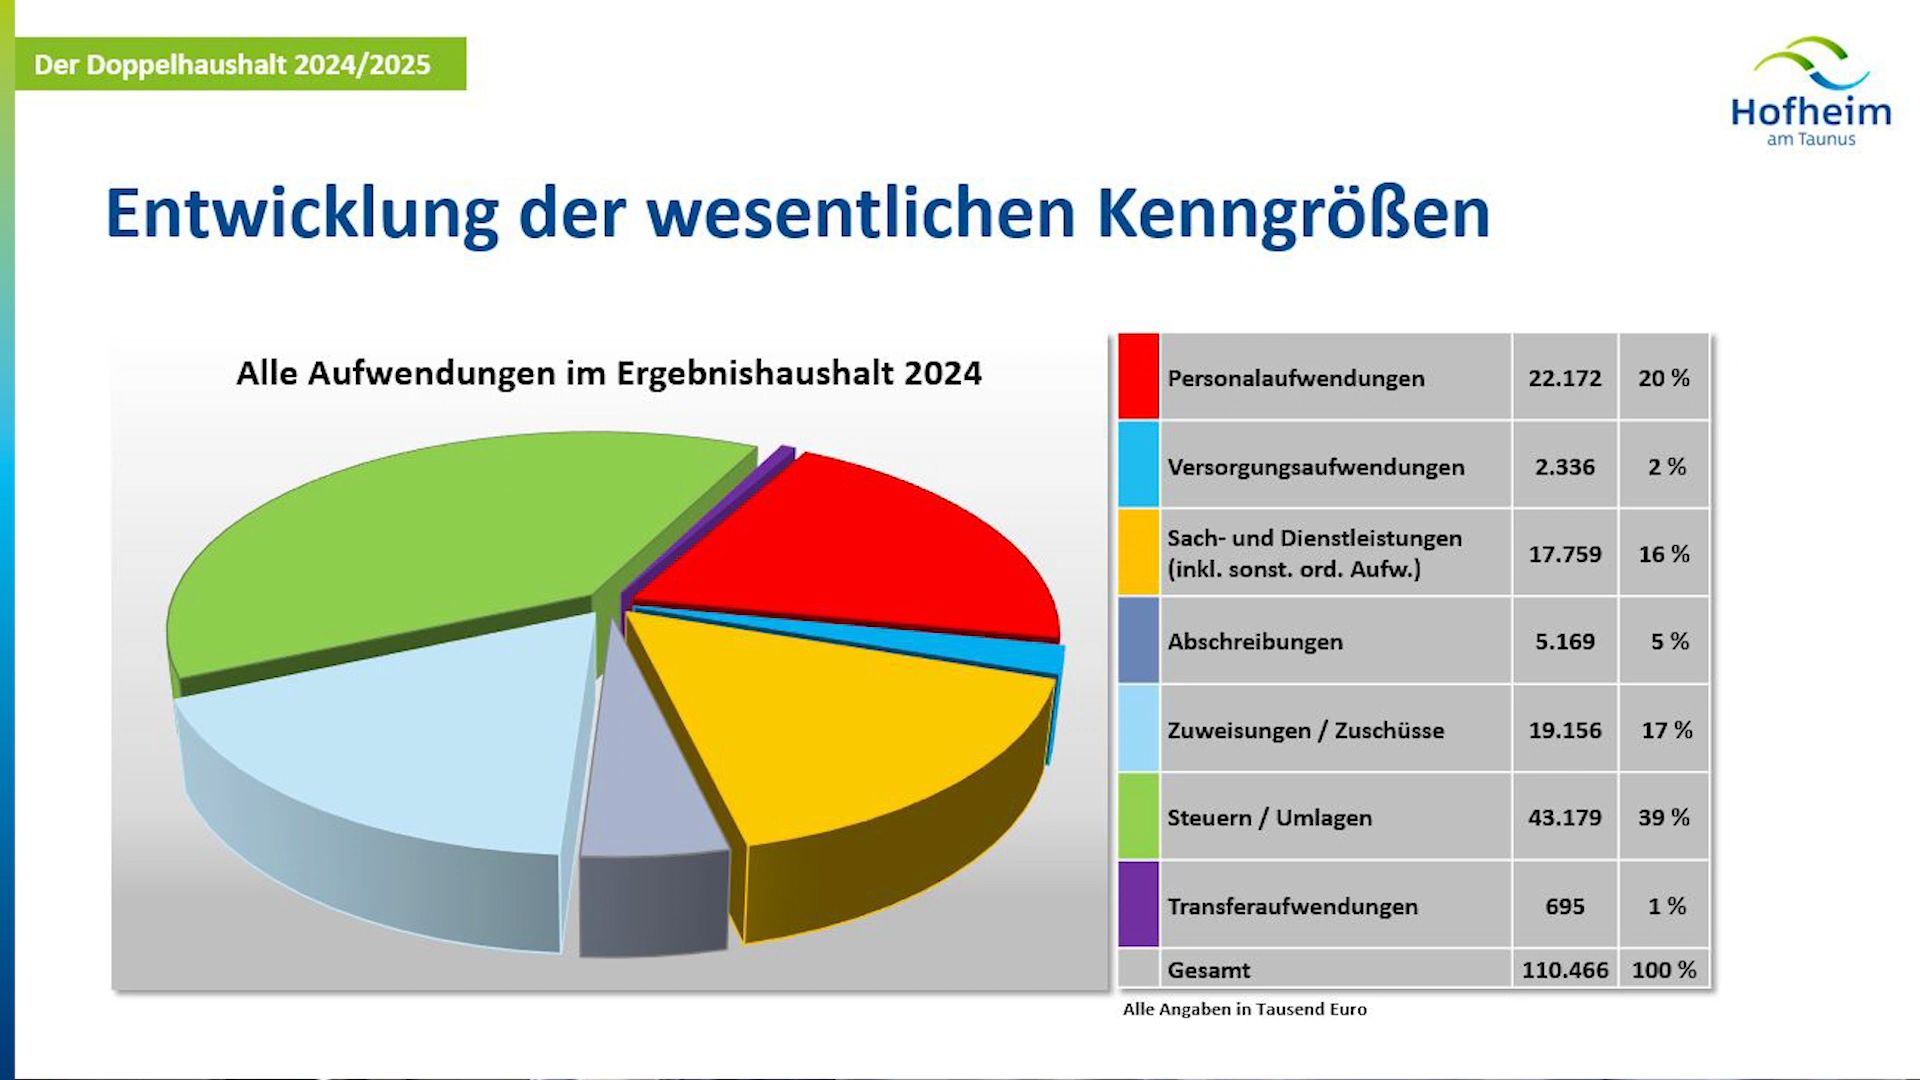 Der Doppelhaushalt 2024/2025
Hofheim
am Taunus
Entwicklung der wesentlichen Kenngrößen
Alle Aufwendungen im Ergebnishaushalt 2024
Personalaufwendungen 22.172 20 %
Versorgungsaufwendungen 2.336 2 %
Sach- und Dienstleistungen
(inkl. sonst. ord. Aufw.) 17.759 16 %
Abschreibungen 5.169 5 %
Zuweisungen / Zuschüsse 19.156 17 %
Steuern / Umlagen 43.179 39 %
Transferaufwendungen 695 1 %
Gesamt 110.466 100 %
Alle Angaben in Tausend Euro